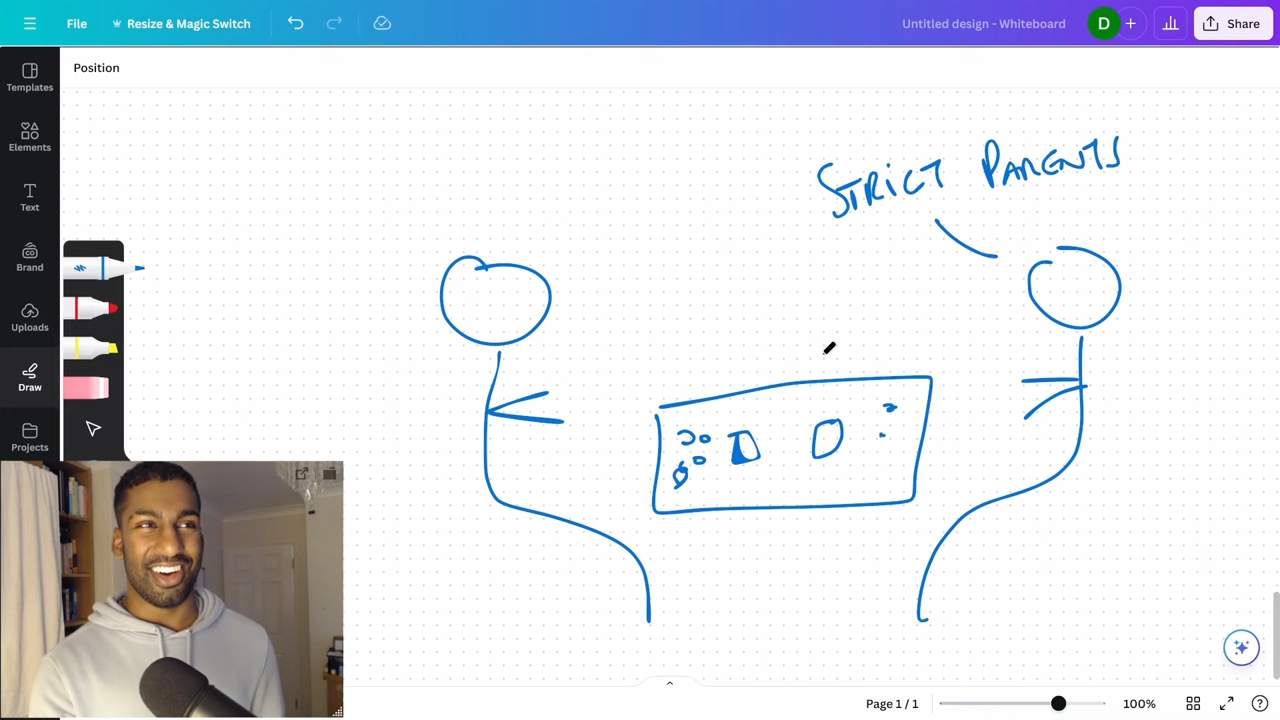 File
Resize & Magic Switch
Untitled design - Whiteboard
D
+
Share
Templates
Elements
Text
Brand
Uploads
Draw
Projects
Position
STRICT PARENTS
Page 1 / 1
100%